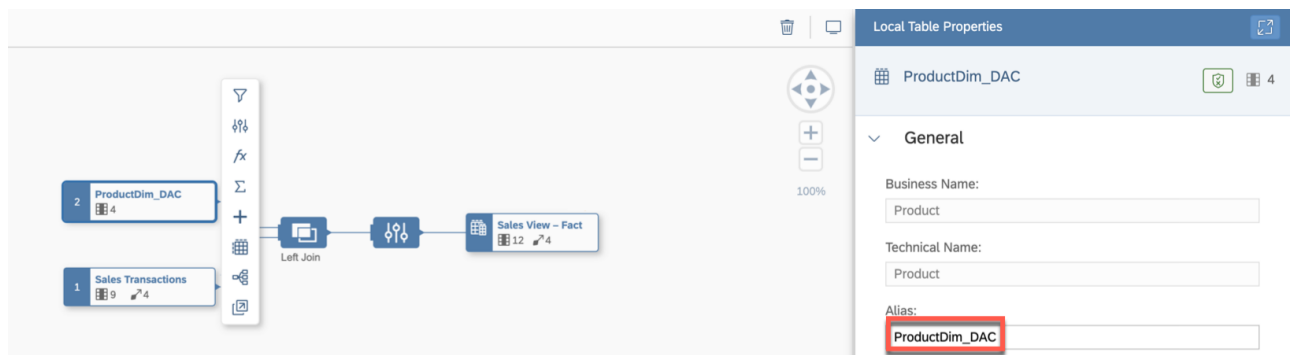 Local Table Properties
ProductDim_DAC
4
General
Business Name:
Product
Technical Name:
Product
Alias:
ProductDim_DAC
fx
Σ
100%
2
ProductDim_DAC
4
Left Join
Sales View – Fact
12 4
1
Sales Transactions
9 4